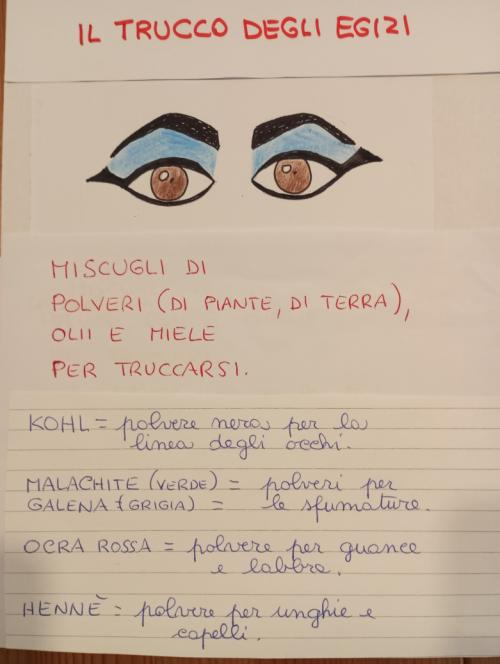 IL TRUCCO DEGLI EGIZI
MISCUGLI DI
POLVERI (DI PIANTE, DI TERRA),
OLII E MIELE
PER TRUCCARSI.
KOHL = polvere nera per la
linea degli occhi.
MALACHITE (VERDE) = polveri per
GALENA (GRIGIA) = le sfumature.
OCRA ROSSA = polvere per guance
e labbra.
HENNÈ = polvere per unghie e
capelli.